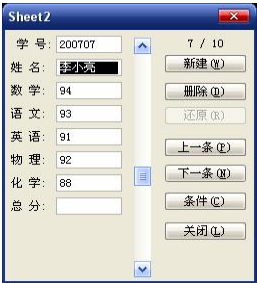 Sheet2
学 号: 200707
7 / 10
姓 名: 李小亮
新建(W)
数 学: 94
删除(D)
语 文: 93
还原(R)
英 语: 91
物 理: 92
上一条(P)
化 学: 88
下一条(N)
总 分:
条件(C)
关闭(L)